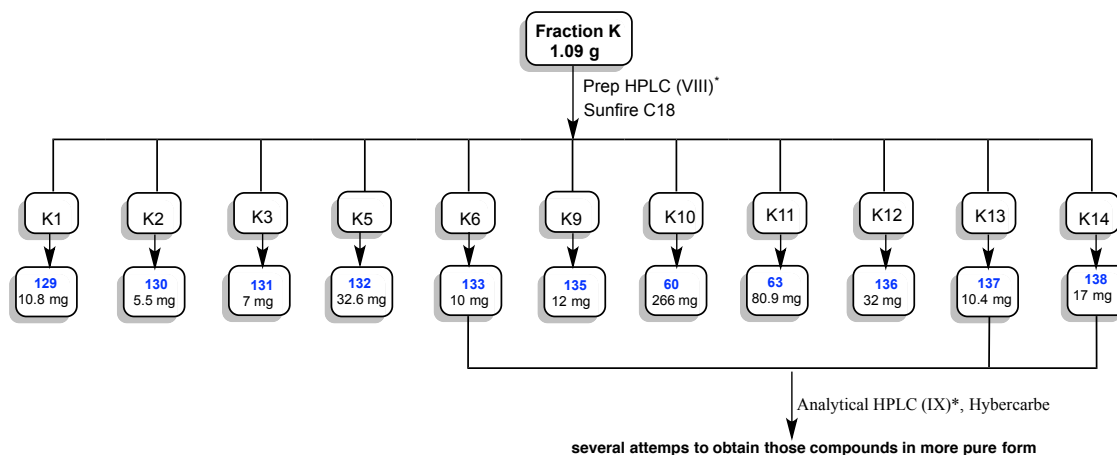 Fraction K
1.09 g
Prep HPLC (VIII)*
Sunfire C18
K1 K2 K3 K5 K6 K9 K10 K11 K12 K13 K14
129 130 131 132 133 135 60 63 136 137 138
10.8 mg 5.5 mg 7 mg 32.6 mg 10 mg 12 mg 266 mg 80.9 mg 32 mg 10.4 mg 17 mg
Analytical HPLC (IX)*, Hybercarbe
several attemps to obtain those compounds in more pure form